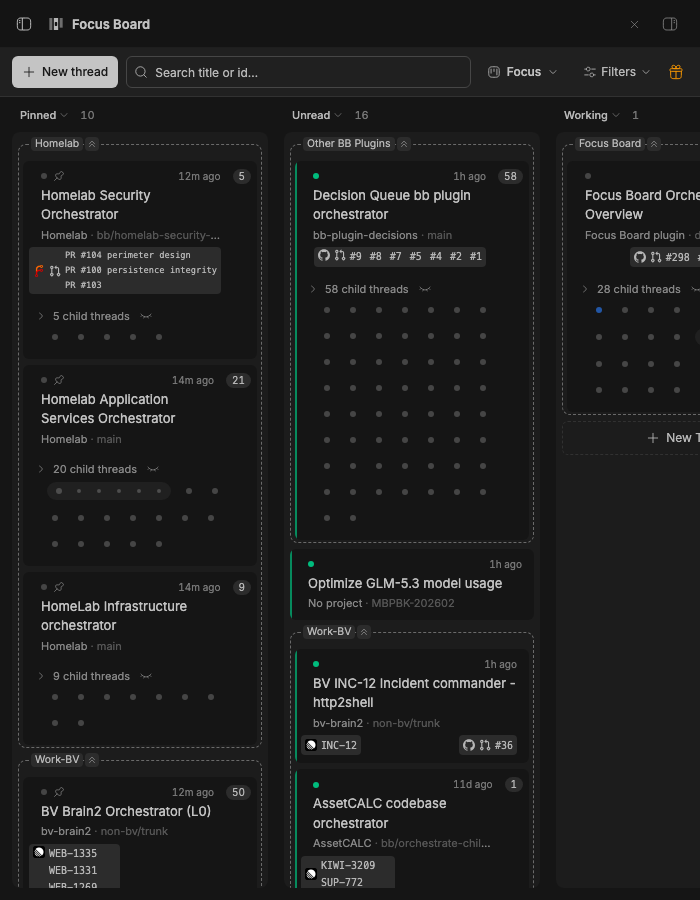 Focus Board
New thread
Search title or id...
Focus
Filters
Pinned 10
Homelab
12m ago 5
Homelab Security
Orchestrator
Homelab · bb/homelab-security-...
PR #104 perimeter design
PR #100 persistence integrity
PR #103
5 child threads
14m ago 21
Homelab Application
Services Orchestrator
Homelab · main
20 child threads
14m ago 9
HomeLab Infrastructure
orchestrator
Homelab · main
9 child threads
Work-BV
12m ago 50
BV Brain2 Orchestrator (L0)
bv-brain2 · non-bv/trunk
WEB-1335
WEB-1331
WEB-1269
Unread 16
Other BB Plugins
1h ago 58
Decision Queue bb plugin
orchestrator
bb-plugin-decisions · main
#9 #8 #7 #5 #4 #2 #1
58 child threads
1h ago
Optimize GLM-5.3 model usage
No project · MBPBK-202602
Work-BV
1h ago
BV INC-12 Incident commander -
http2shell
bv-brain2 · non-bv/trunk
INC-12 #36
11d ago 1
AssetCALC codebase
orchestrator
AssetCALC · bb/orchestrate-chil...
KIWI-3209
SUP-772
Working 1
Focus Board
Focus Board Orche
Overview
Focus Board plugin · d
#298 #
28 child threads
New T